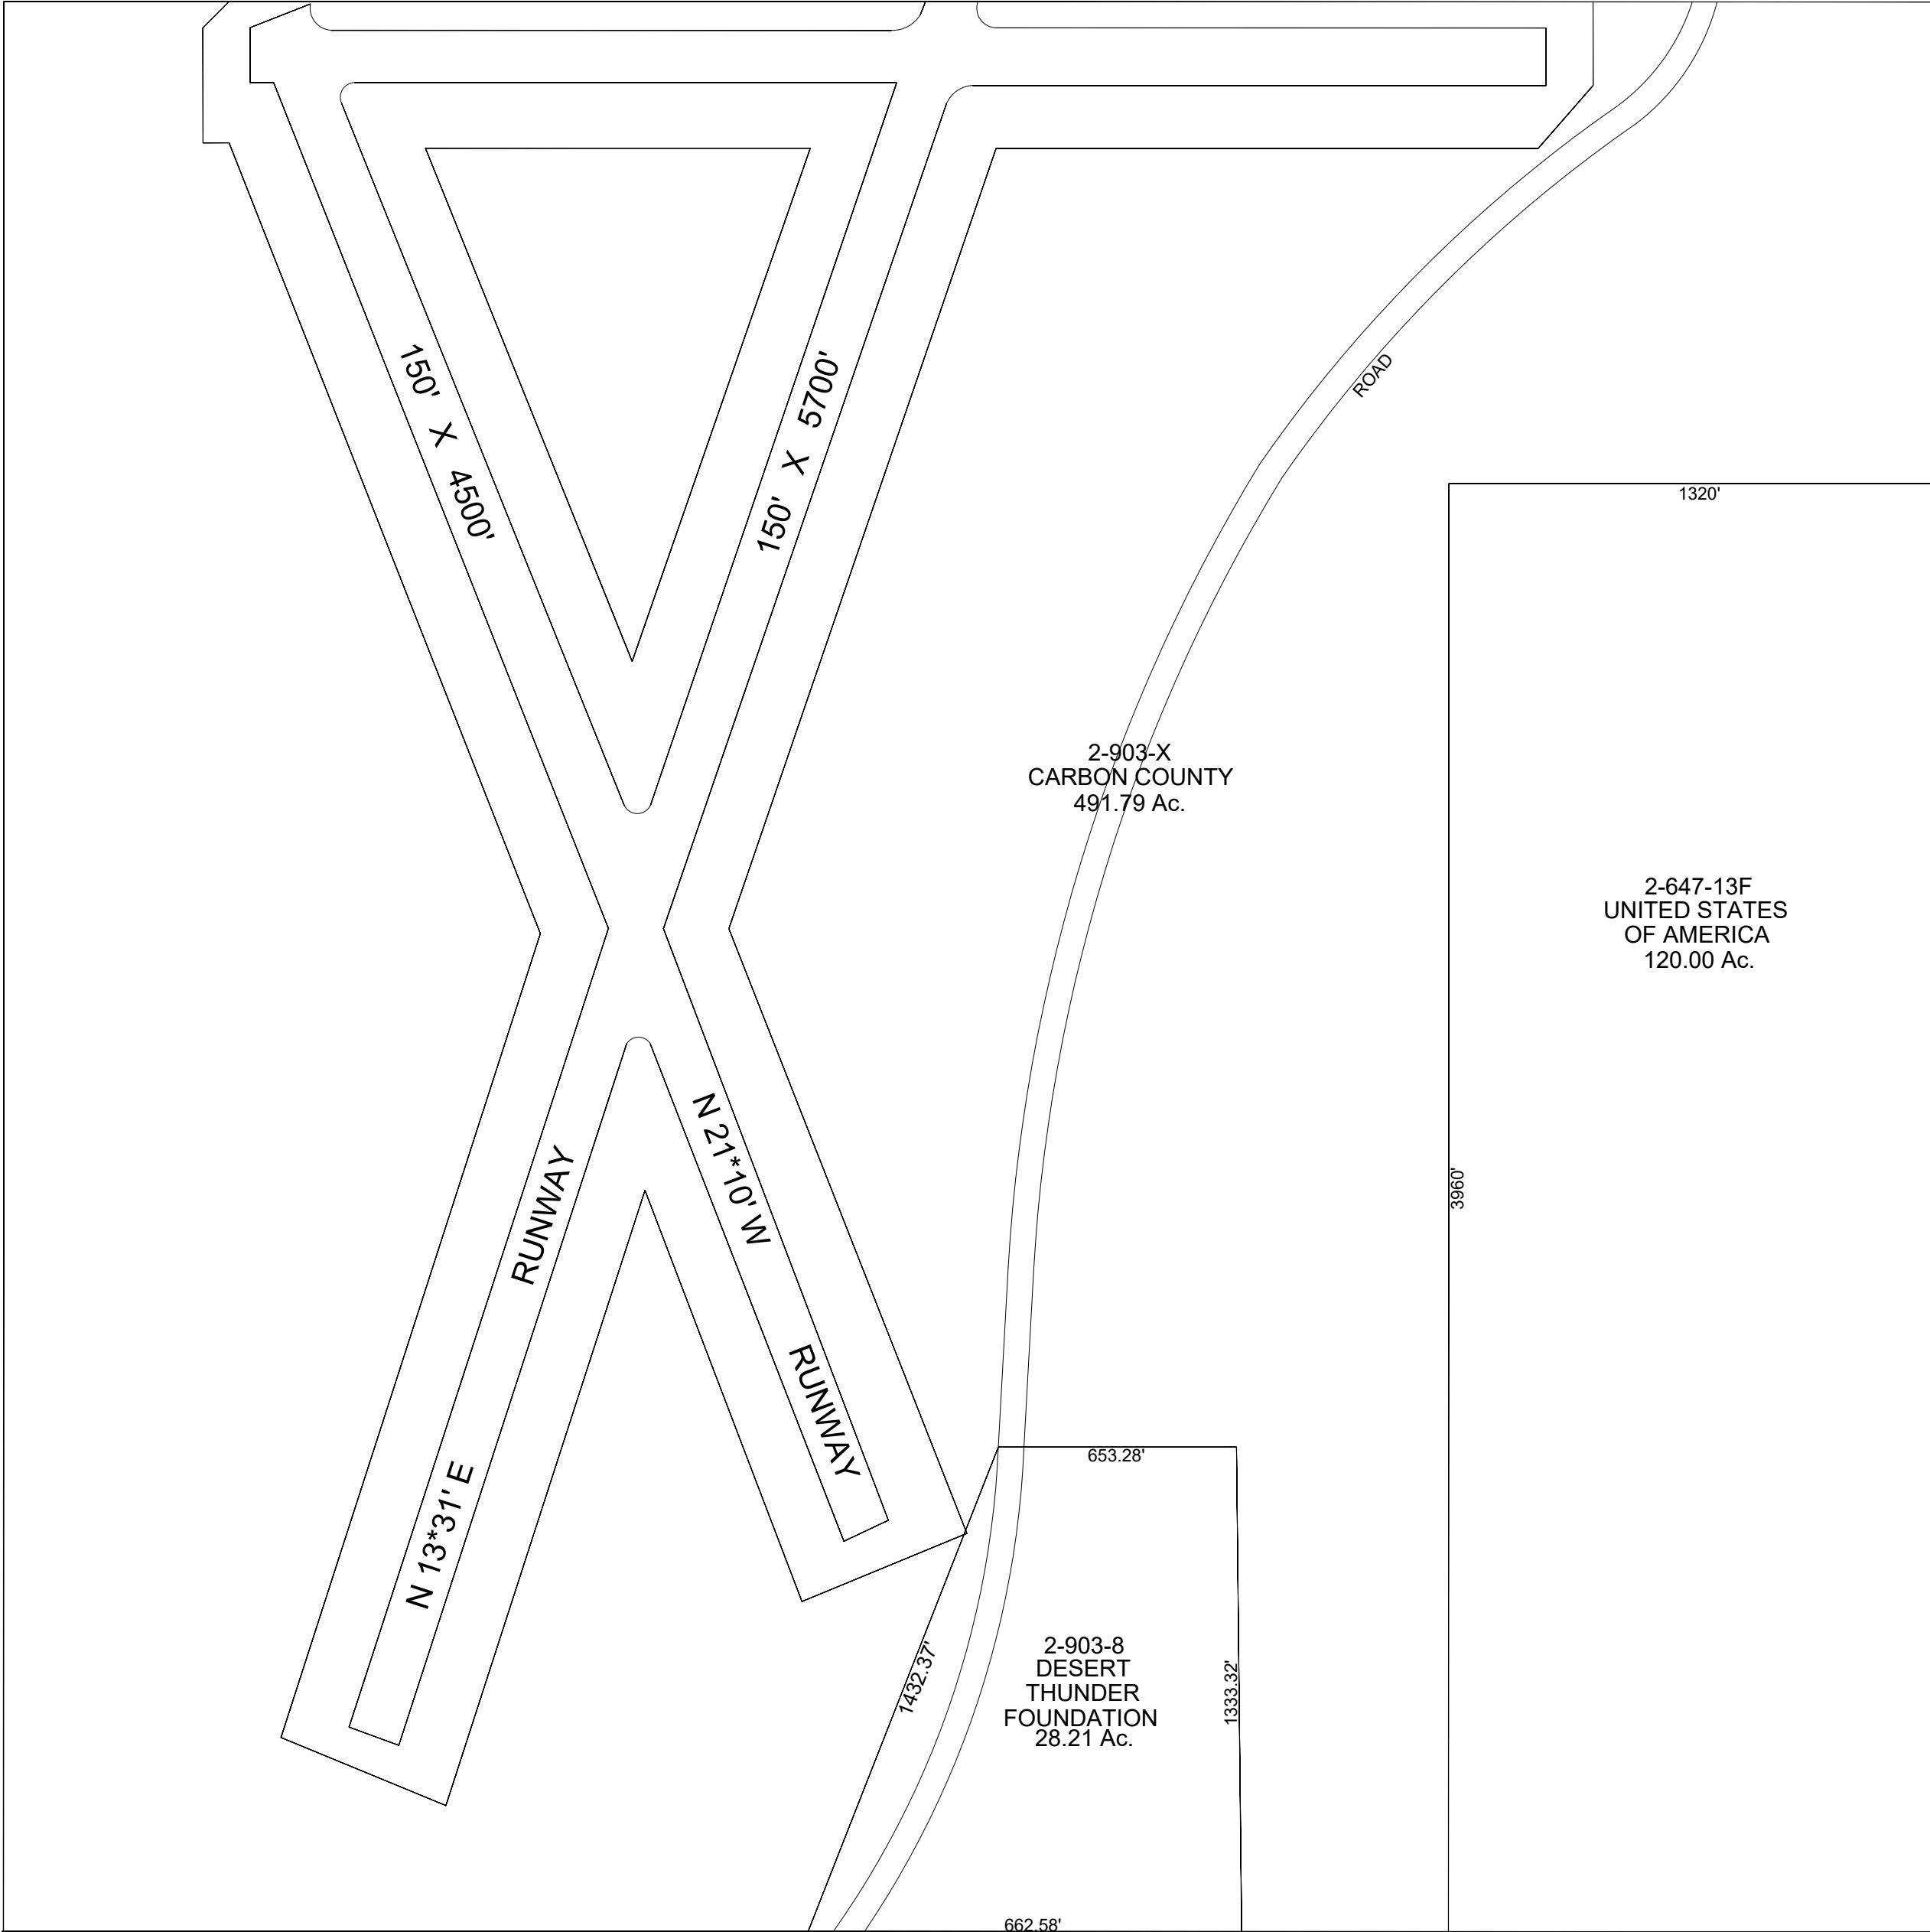 150' X 4500'
150' X 5700'
ROAD
1320'
2-903-X
CARBON COUNTY
491.79 Ac.
2-647-13F
UNITED STATES
OF AMERICA
120.00 Ac.
RUNWAY
N 21*10' W
3960'
N 13*31' E
RUNWAY
653.28'
1432.37'
2-903-8
DESERT
THUNDER
FOUNDATION
28.21 Ac.
1333.32'
662.58'